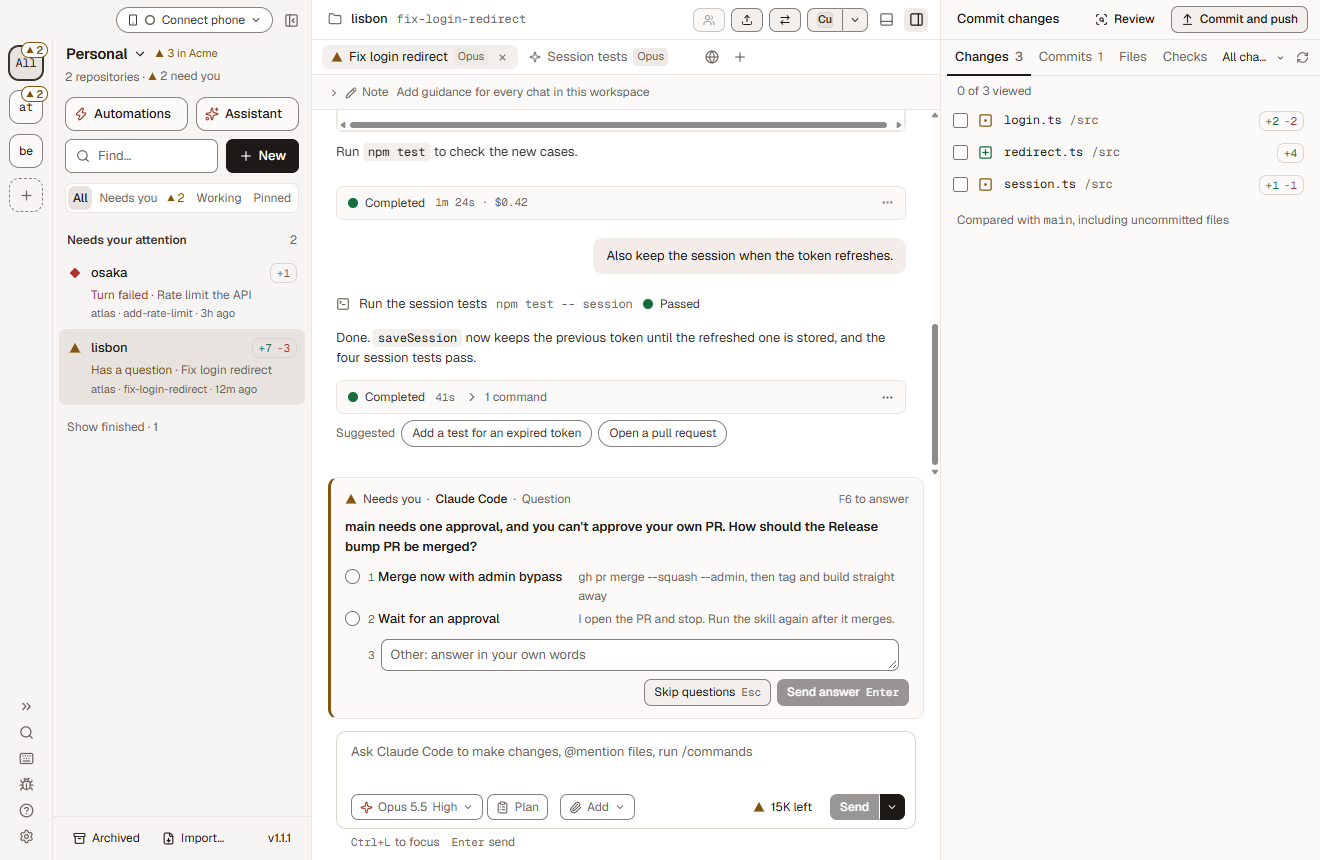 Connect phone
lisbon fix-login-redirect
Cu
Commit changes
Review
Commit and push
2
All
2
at
be
Personal
3 in Acme
2 repositories · 2 need you
Automations
Assistant
Find...
New
All Needs you 2 Working Pinned
Needs your attention 2
osaka +1
Turn failed · Rate limit the API
atlas · add-rate-limit · 3h ago
lisbon +7 -3
Has a question · Fix login redirect
atlas · fix-login-redirect · 12m ago
Show finished · 1
Archived
Import...
v1.1.1
Fix login redirect Opus ×
Session tests Opus
Note Add guidance for every chat in this workspace
Run npm test to check the new cases.
Completed 1m 24s · $0.42
Also keep the session when the token refreshes.
Run the session tests npm test -- session Passed
Done. saveSession now keeps the previous token until the refreshed one is stored, and the
four session tests pass.
Completed 41s 1 command
Suggested Add a test for an expired token Open a pull request
Needs you · Claude Code · Question F6 to answer
main needs one approval, and you can't approve your own PR. How should the Release
bump PR be merged?
1 Merge now with admin bypass gh pr merge --squash --admin, then tag and build straight
away
2 Wait for an approval I open the PR and stop. Run the skill again after it merges.
3 Other: answer in your own words
Skip questions Esc Send answer Enter
Ask Claude Code to make changes, @mention files, run /commands
Opus 5.5 High Plan Add 15K left Send
Ctrl+L to focus Enter send
Changes 3 Commits 1 Files Checks All cha...
0 of 3 viewed
login.ts /src +2 -2
redirect.ts /src +4
session.ts /src +1 -1
Compared with main, including uncommitted files